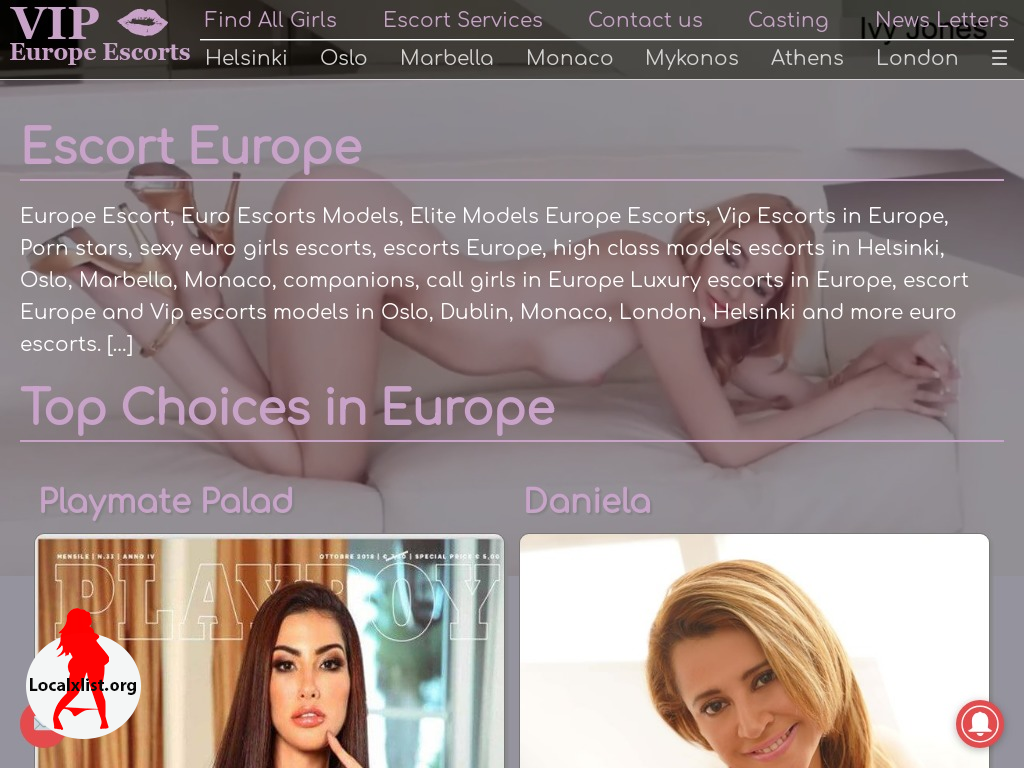 VIP
Europe Escorts
Find All Girls Escort Services Contact us Casting News Letters
Ivy Jones
Helsinki Oslo Marbella Monaco Mykonos Athens London ☰
Escort Europe
Europe Escort, Euro Escorts Models, Elite Models Europe Escorts, Vip Escorts in Europe,
Porn stars, sexy euro girls escorts, escorts Europe, high class models escorts in Helsinki,
Oslo, Marbella, Monaco, companions, call girls in Europe Luxury escorts in Europe, escort
Europe and Vip escorts models in Oslo, Dublin, Monaco, London, Helsinki and more euro
escorts. [...]
Top Choices in Europe
Playmate Palad Daniela
MENSILE | N.33 | ANNO IV OTTOBRE 2018 | SPECIAL PRICE € 5,00
PLAYBOY
Localxlist.org